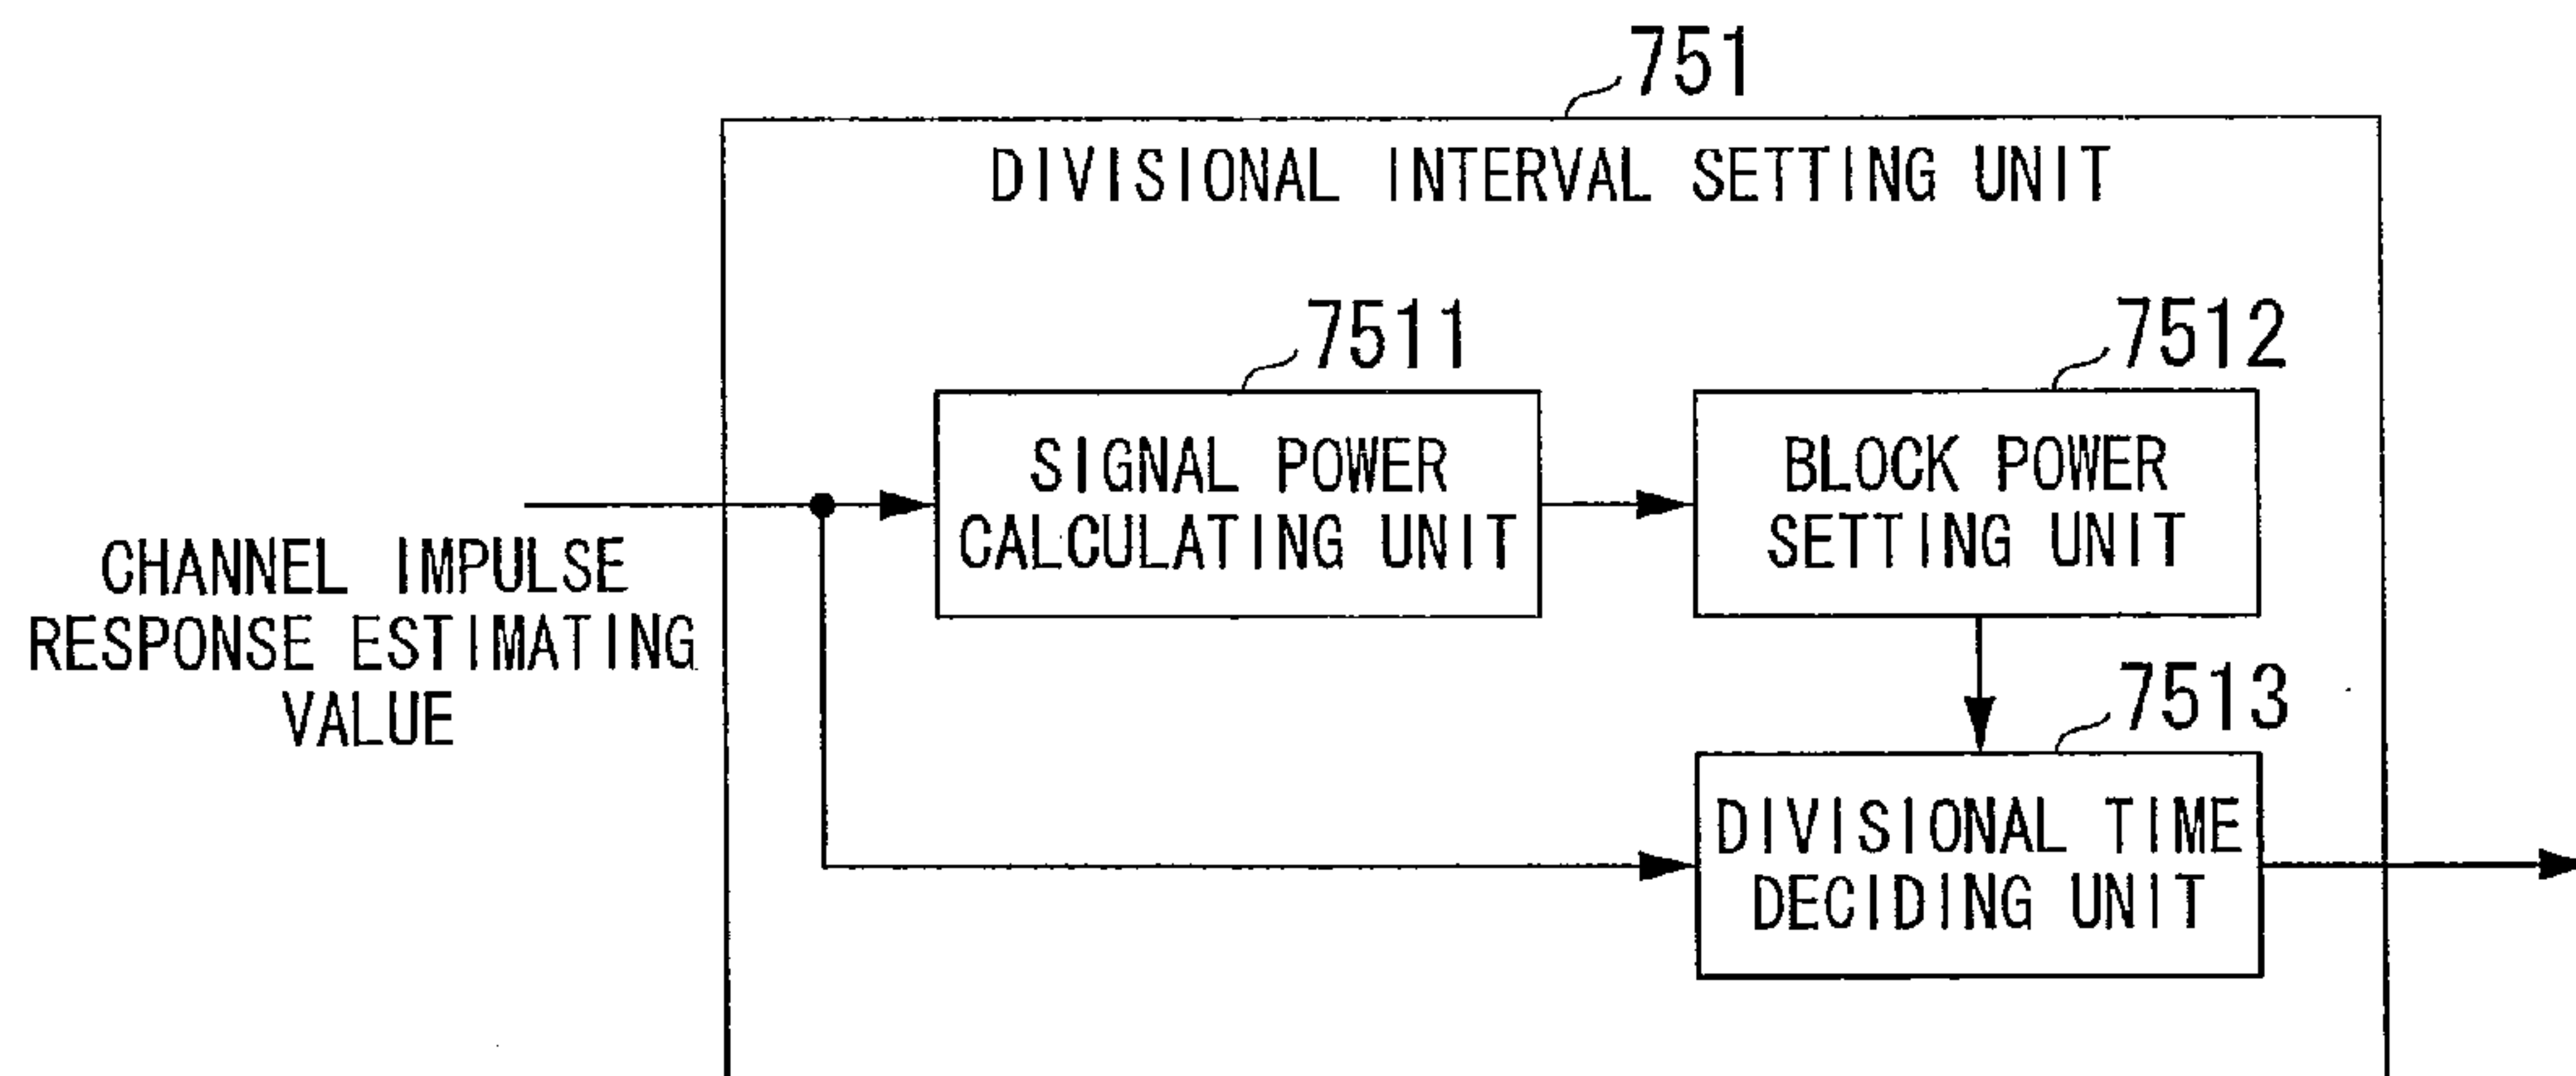 751
DIVISIONAL INTERVAL SETTING UNIT
7511
7512
SIGNAL POWER
CALCULATING UNIT
BLOCK POWER
SETTING UNIT
CHANNEL IMPULSE
RESPONSE ESTIMATING
VALUE
7513
DIVISIONAL TIME
DECIDING UNIT